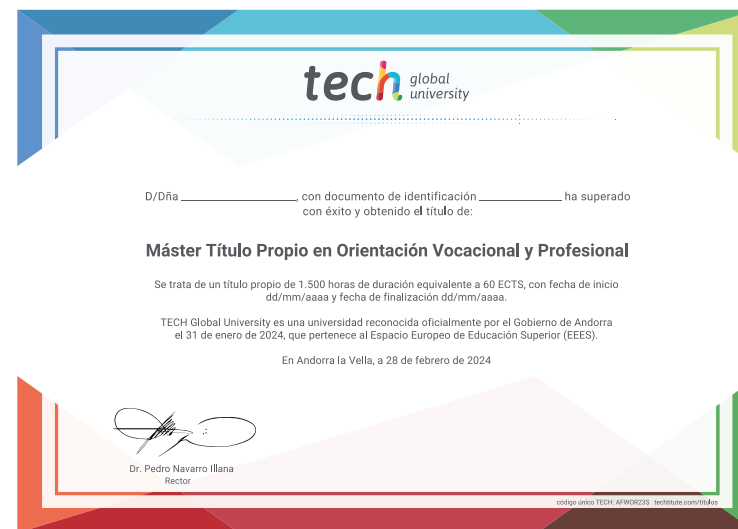 tech global university
D/Dña ________________, con documento de identificación ____________ ha superado
con éxito y obtenido el título de:
Máster Título Propio en Orientación Vocacional y Profesional
Se trata de un título propio de 1.500 horas de duración equivalente a 60 ECTS, con fecha de inicio
dd/mm/aaaa y fecha de finalización dd/mm/aaaa.
TECH Global University es una universidad reconocida oficialmente por el Gobierno de Andorra
el 31 de enero de 2024, que pertenece al Espacio Europeo de Educación Superior (EEES).
En Andorra la Vella, a 28 de febrero de 2024
Dr. Pedro Navarro Illana
Rector
código único TECH: AFWOR23S techtitute.com/titulos